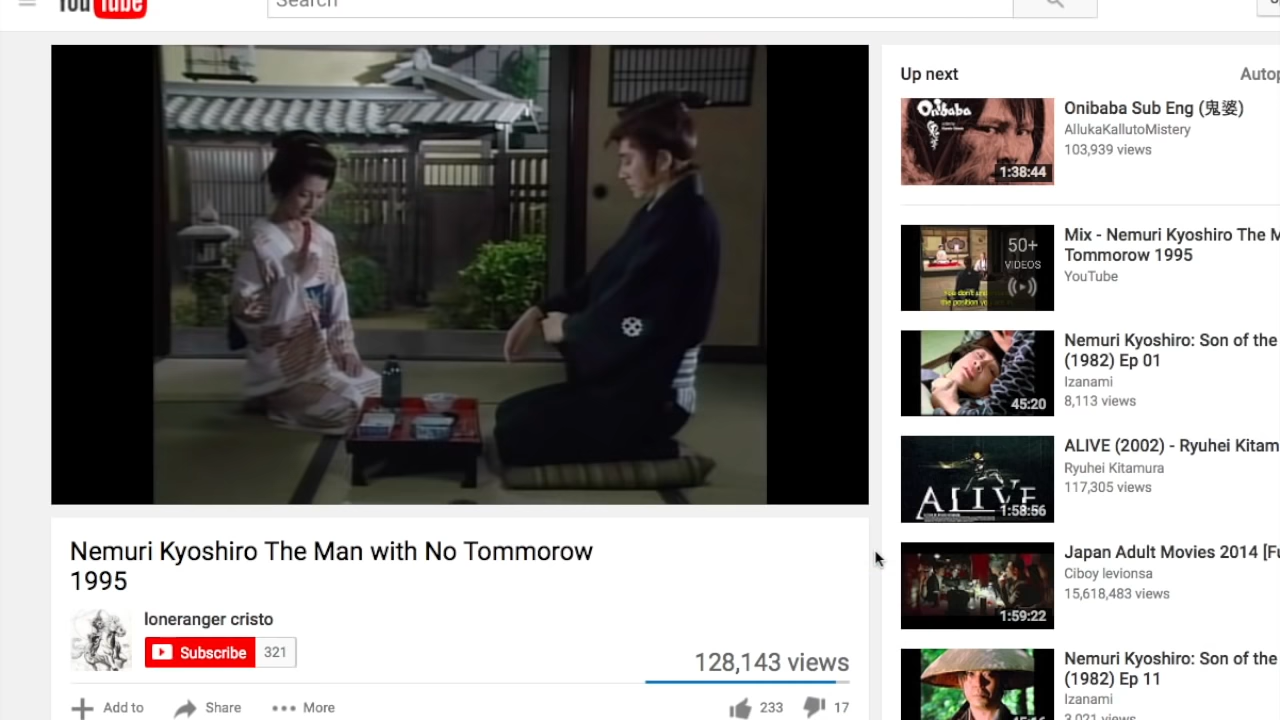 YouTube
Search
Up next
Autop
Onibaba
1:38:44
Onibaba Sub Eng (鬼婆)
AllukaKallutoMistery
103,939 views
50+
VIDEOS
Mix - Nemuri Kyoshiro The M
Tommorow 1995
YouTube
45:20
Nemuri Kyoshiro: Son of the
(1982) Ep 01
Izanami
8,113 views
ALIVE
1:58:56
ALIVE (2002) - Ryuhei Kitam
Ryuhei Kitamura
117,305 views
1:59:22
Japan Adult Movies 2014 [Fu
Ciboy levionsa
15,618,483 views
Nemuri Kyoshiro: Son of the
(1982) Ep 11
Izanami
3,021 views
Nemuri Kyoshiro The Man with No Tommorow
1995
loneranger cristo
Subscribe 321
128,143 views
Add to Share More 233 17